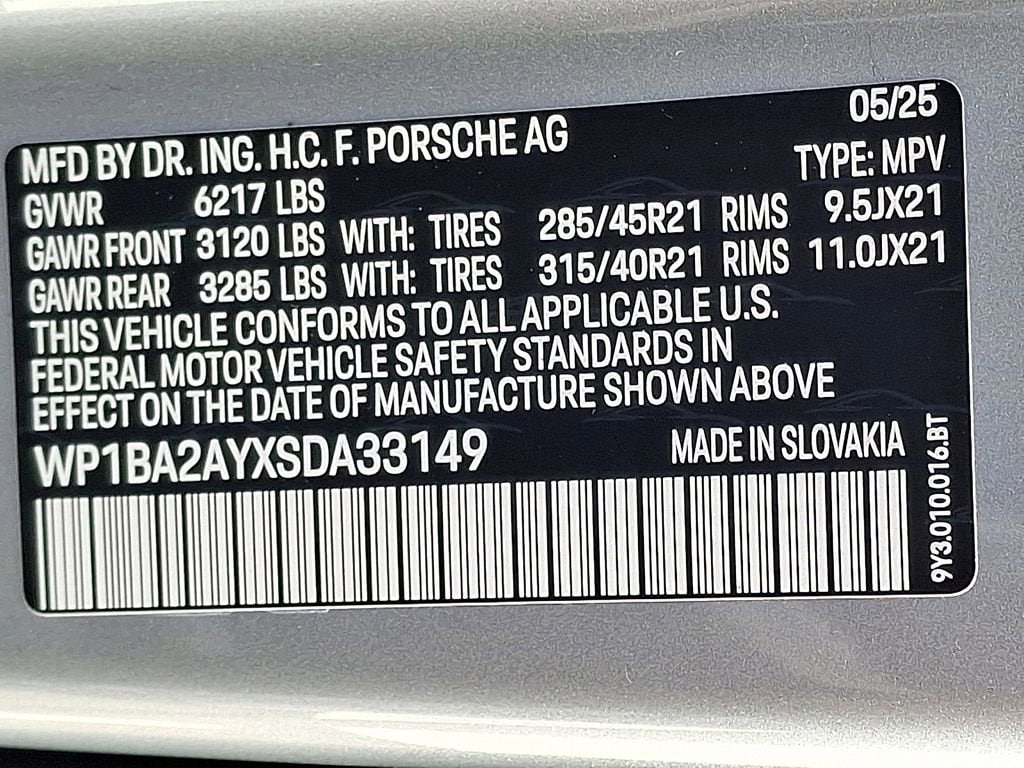 05/25
MFD BY DR. ING. H.C. F. PORSCHE AG
TYPE: MPV
GVWR 6217 LBS
GAWR FRONT 3120 LBS WITH: TIRES 285/45R21 RIMS 9.5JX21
GAWR REAR 3285 LBS WITH: TIRES 315/40R21 RIMS 11.0JX21
THIS VEHICLE CONFORMS TO ALL APPLICABLE U.S.
FEDERAL MOTOR VEHICLE SAFETY STANDARDS IN
EFFECT ON THE DATE OF MANUFACTURE SHOWN ABOVE
WP1BA2AYXSDA33149 MADE IN SLOVAKIA
9Y3.010.016.BT